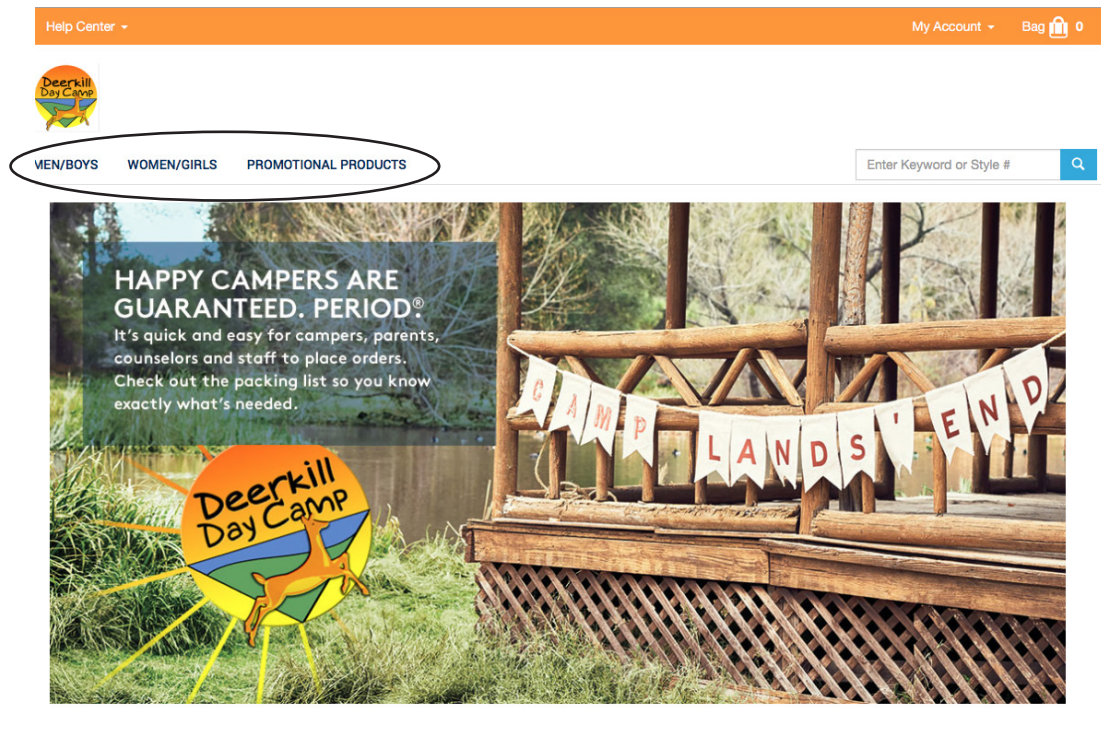 Help Center
My Account
Bag 0
Deerkill
Day Camp
MEN/BOYS WOMEN/GIRLS PROMOTIONAL PRODUCTS
Enter Keyword or Style #
HAPPY CAMPERS ARE
GUARANTEED. PERIOD®
It's quick and easy for campers, parents,
counselors and staff to place orders.
Check out the packing list so you know
exactly what's needed.
CAMP LANDS' END
Deerkill
Day Camp